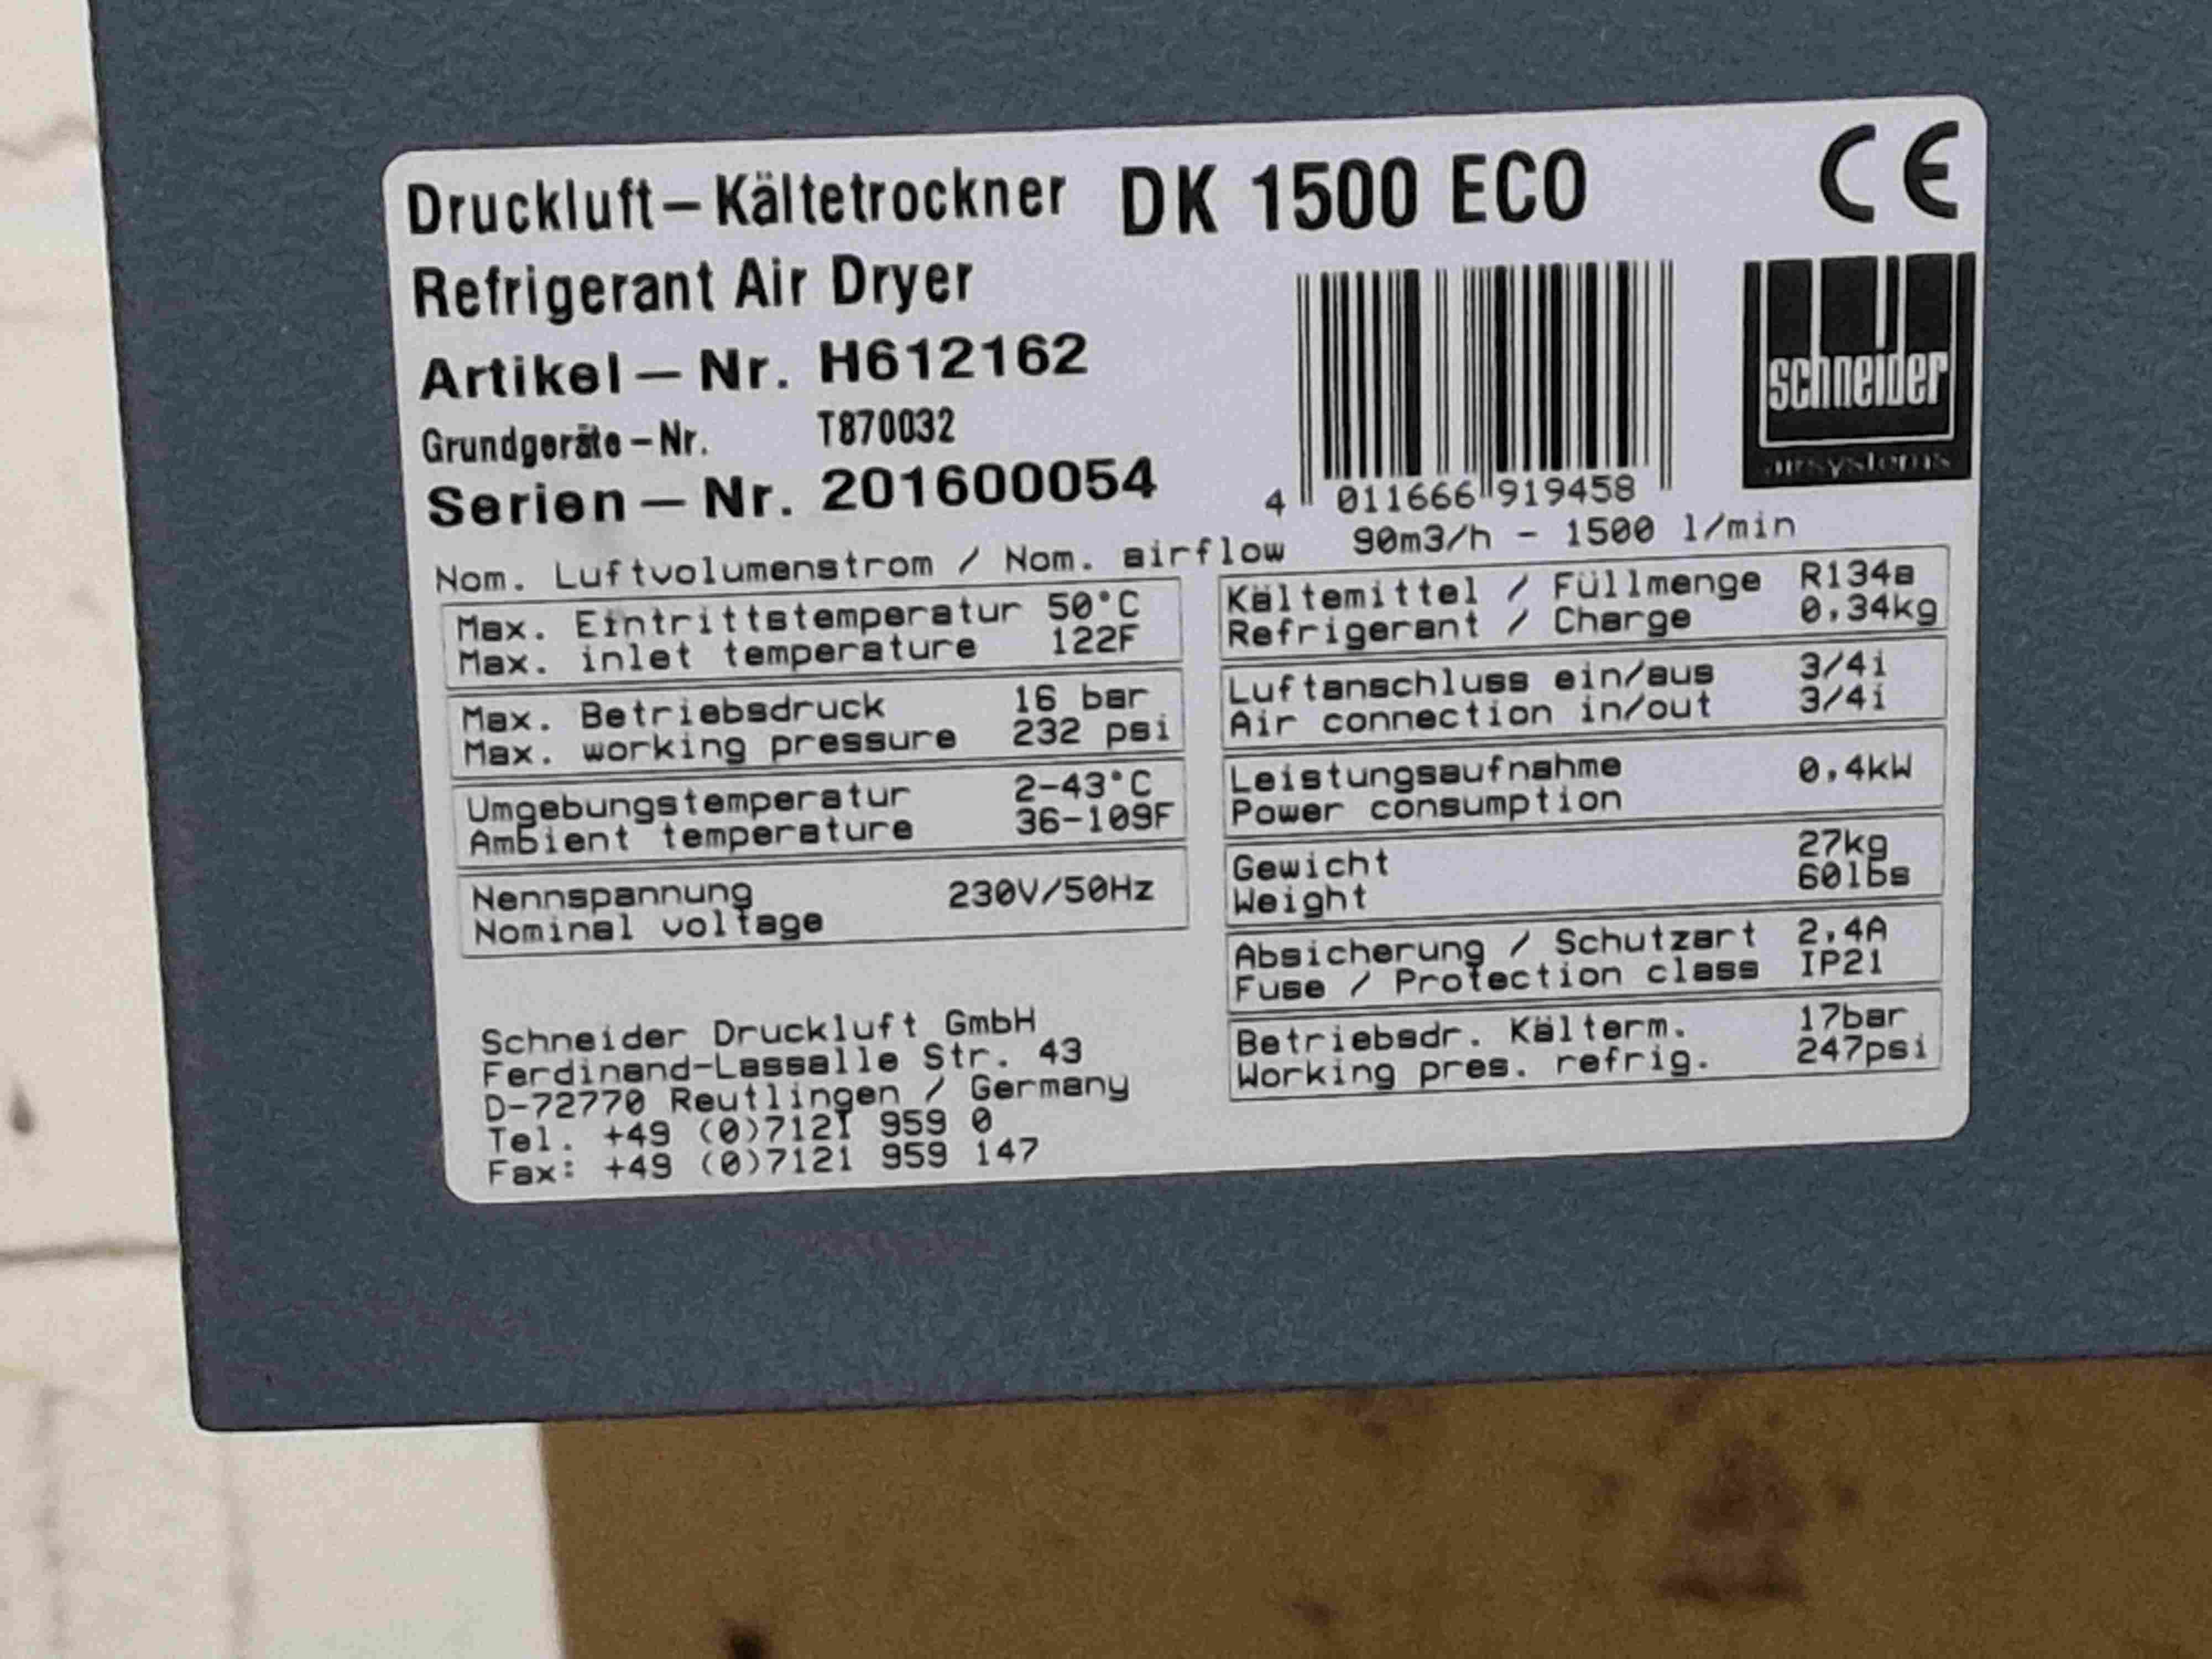 Druckluft-Kältetrockner DK 1500 ECO CE
Refrigerant Air Dryer
Artikel-Nr. H612162
Grundgeräte-Nr. T870032
Serien-Nr. 201600054
4 011666 919458
schneider
airsystems
Nom. Luftvolumenstrom / Nom. airflow 90m3/h - 1500 l/min
Max. Eintrittstemperatur 50°C
Max. inlet temperature 122F
Max. Betriebsdruck 16 bar
Max. working pressure 232 psi
Umgebungstemperatur 2-43°C
Ambient temperature 36-109F
Nennspannung 230V/50Hz
Nominal voltage
Kältemittel / Füllmenge R134a
Refrigerant / Charge 0,34kg
Luftanschluss ein/aus 3/4i
Air connection in/out 3/4i
Leistungsaufnahme 0,4kW
Power consumption
Gewicht 27kg
Weight 60lbs
Absicherung / Schutzart 2,4A
Fuse / Protection class IP21
Betriebsdr. Kälterm. 17bar
Working pres. refrig. 247psi
Schneider Druckluft GmbH
Ferdinand-Lassalle Str. 43
D-72770 Reutlingen / Germany
Tel. +49 (0)7121 959 0
Fax: +49 (0)7121 959 147